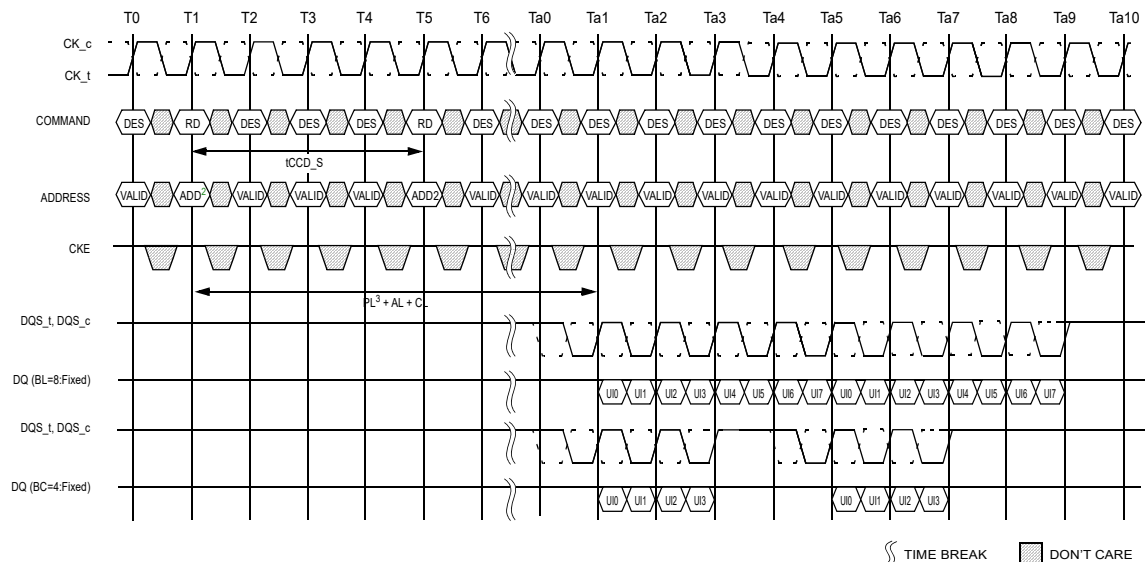 T0 T1 T2 T3 T4 T5 T6 Ta0 Ta1 Ta2 Ta3 Ta4 Ta5 Ta6 Ta7 Ta8 Ta9 Ta10
CK_c
CK_t
COMMAND DES RD DES DES DES RD DES DES DES DES DES DES DES DES DES DES DES DES
tCCD_S
ADDRESS VALID ADD2 VALID VALID VALID ADD2 VALID VALID VALID VALID VALID VALID VALID VALID VALID VALID VALID VALID
CKE
PL3 + AL + CL
DQS_t, DQS_c
DQ (BL=8:Fixed) UI0 UI1 UI2 UI3 UI4 UI5 UI6 UI7 UI0 UI1 UI2 UI3 UI4 UI5 UI6 UI7
DQS_t, DQS_c
DQ (BC=4:Fixed) UI0 UI1 UI2 UI3 UI0 UI1 UI2 UI3
TIME BREAK DON'T CARE